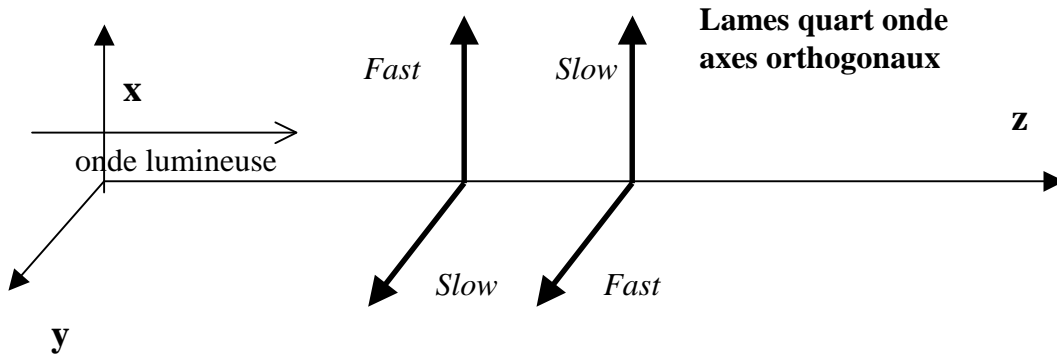 Lames quart onde
axes orthogonaux
Fast
Slow
x
z
onde lumineuse
Slow
Fast
y